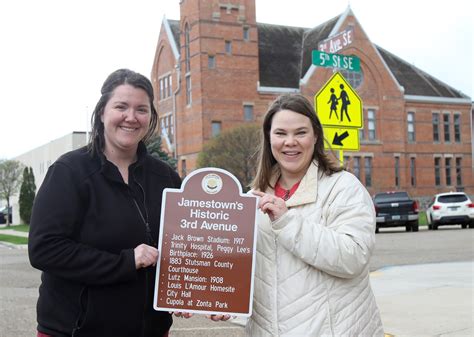 3rd Ave SE
5th St SE
Jamestown's
Historic
3rd Avenue
• Jack Brown Stadium: 1917
• Trinity Hospital, Peggy Lee's
Birthplace: 1926
• 1883 Stutsman County
Courthouse
• Lutz Mansion: 1908
• Louis L'Amour Homesite
• City Hall
• Cupola at Zonta Park